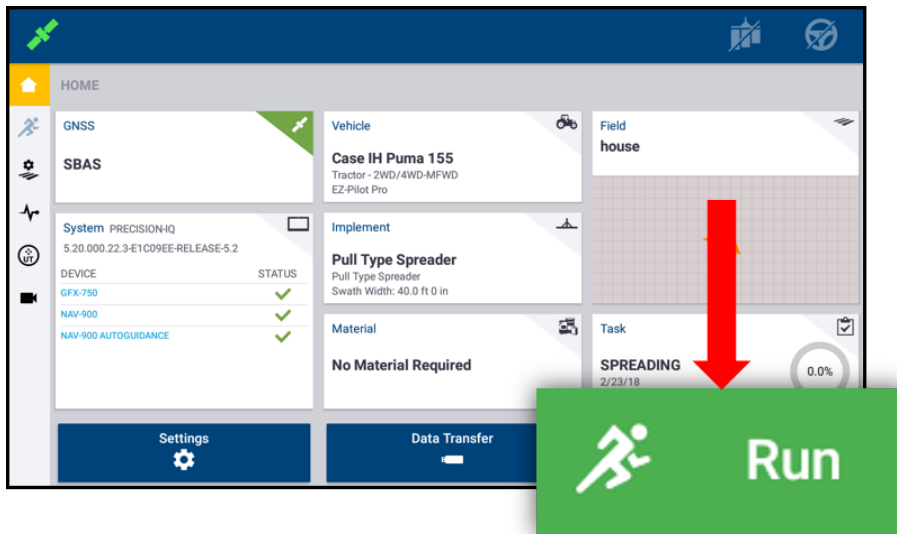 HOME
GNSS
SBAS
System PRECISION-IQ
5.20.000.22.3-E1C09EE-RELEASE-5.2
DEVICE STATUS
GFX-750
NAV-900
NAV-900 AUTOGUIDANCE
Vehicle
Case IH Puma 155
Tractor - 2WD/4WD-MFWD
EZ-Pilot Pro
Implement
Pull Type Spreader
Pull Type Spreader
Swath Width: 40.0 ft 0 in
Material
No Material Required
Field
house
Task
SPREADING
2/23/18
0.0%
Settings
Data Transfer
Run
UT